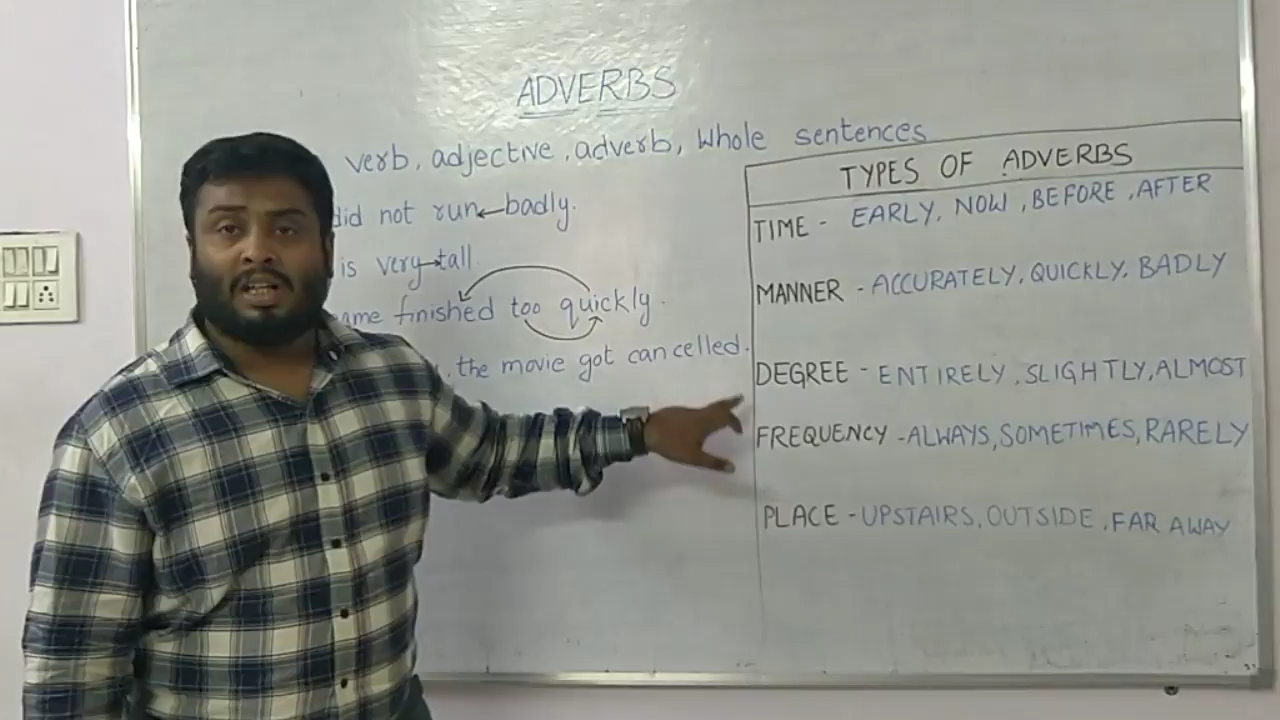 ADVERBS
verb, adjective, adverb, Whole sentences
did not run badly.
is very tall.
finished too quickly.
, the movie got cancelled.
TYPES OF ADVERBS
TIME - EARLY, NOW, BEFORE, AFTER
MANNER - ACCURATELY, QUICKLY, BADLY
DEGREE - ENTIRELY, SLIGHTLY, ALMOST
FREQUENCY - ALWAYS, SOMETIMES, RARELY
PLACE - UPSTAIRS, OUTSIDE, FAR AWAY